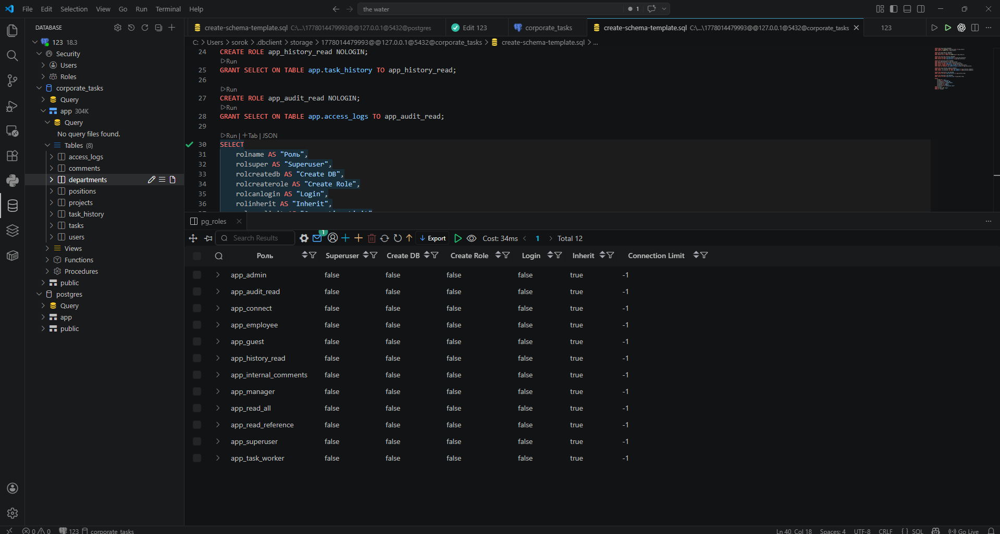 File Edit Selection View Go Run Terminal Help
the water
1
DATABASE
create-schema-template.sql C:\...\1778014479993@@127.0.0.1@5432@postgres
Edit 123
corporate_tasks
create-schema-template.sql C:\...\1778014479993@@127.0.0.1@5432@corporate_tasks
123
C: > Users > sorok > .dbclient > storage > 1778014479993@@127.0.0.1@5432@corporate_tasks > create-schema-template.sql > ...
123 18.3
Security
Users
Roles
corporate_tasks
Query
app 304K
Query
No query files found.
Tables (8)
access_logs
comments
departments
positions
projects
task_history
tasks
users
Views
Functions
Procedures
public
postgres
Query
app
public
24 CREATE ROLE app_history_read NOLOGIN;
Run
25 GRANT SELECT ON TABLE app.task_history TO app_history_read;
26
Run
27 CREATE ROLE app_audit_read NOLOGIN;
Run
28 GRANT SELECT ON TABLE app.access_logs TO app_audit_read;
29
Run | Tab | JSON
30 SELECT
31 rolname AS "Роль",
32 rolsuper AS "Superuser",
33 rolcreatedb AS "Create DB",
34 rolcreaterole AS "Create Role",
35 rolcanlogin AS "Login",
36 rolinherit AS "Inherit",
pg_roles
Search Results
1
Export
Cost: 34ms < 1 > Total 12
Роль Superuser Create DB Create Role Login Inherit Connection Limit
app_admin false false false false true -1
app_audit_read false false false false true -1
app_connect false false false false true -1
app_employee false false false false true -1
app_guest false false false false true -1
app_history_read false false false false true -1
app_internal_comments false false false false true -1
app_manager false false false false true -1
app_read_all false false false false true -1
app_read_reference false false false false true -1
app_superuser false false false false true -1
app_task_worker false false false false true -1
0 0 123 corporate_tasks
Ln 40, Col 18 Spaces: 4 UTF-8 CRLF { } SQL Go Live